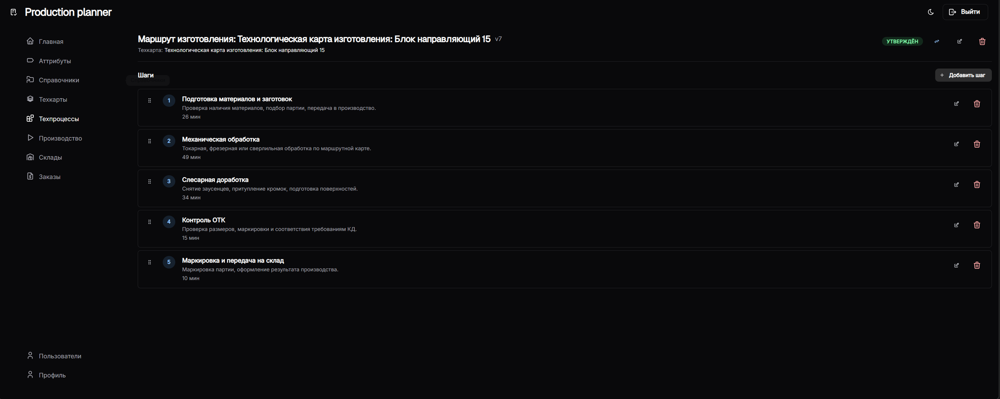 Production planner
Выйти
Главная
Аттрибуты
Справочники
Техкарты
Техпроцессы
Производство
Склады
Заказы
Пользователи
Профиль
Маршрут изготовления: Технологическая карта изготовления: Блок направляющий 15 v7
Техкарта: Технологическая карта изготовления: Блок направляющий 15
УТВЕРЖДЁН
Шаги
Справочники
+ Добавить шаг
1 Подготовка материалов и заготовок
Проверка наличия материалов, подбор партии, передача в производство.
26 мин
2 Механическая обработка
Токарная, фрезерная или сверлильная обработка по маршрутной карте.
49 мин
3 Слесарная доработка
Снятие заусенцев, притупление кромок, подготовка поверхностей.
34 мин
4 Контроль ОТК
Проверка размеров, маркировки и соответствия требованиям КД.
15 мин
5 Маркировка и передача на склад
Маркировка партии, оформление результата производства.
10 мин